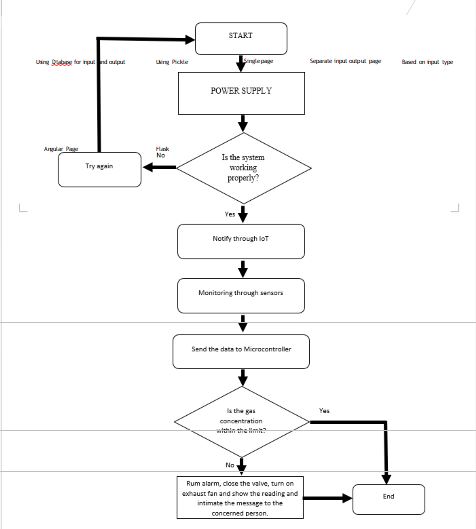 START
Using Dtabase for input and output Using Pickle Singlepage Separate input output page Based on input type
POWER SUPPLY
Angular Page
Flask
No
Try again
Is the system
working
properly?
Yes
Notify through IoT
Monitoring through sensors
Send the data to Microcontroller
Is the gas
concentration
within the limit?
Yes
No
Rum alarm, close the valve, turn on
exhaust fan and show the reading and
intimate the message to the
concerned person.
End